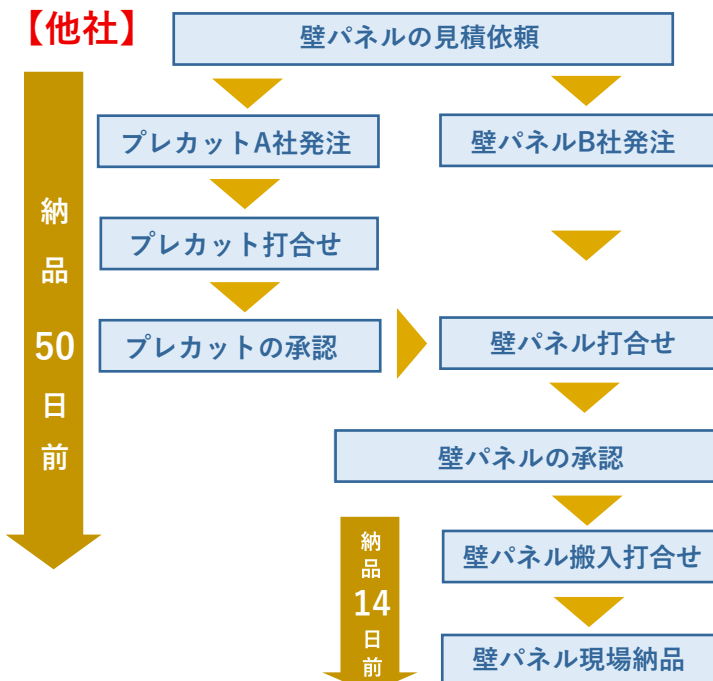 【他社】
壁パネルの見積依頼
プレカットA社発注
壁パネルB社発注
プレカット打合せ
プレカットの承認
壁パネル打合せ
壁パネルの承認
壁パネル搬入打合せ
壁パネル現場納品
納品50日前
納品14日前